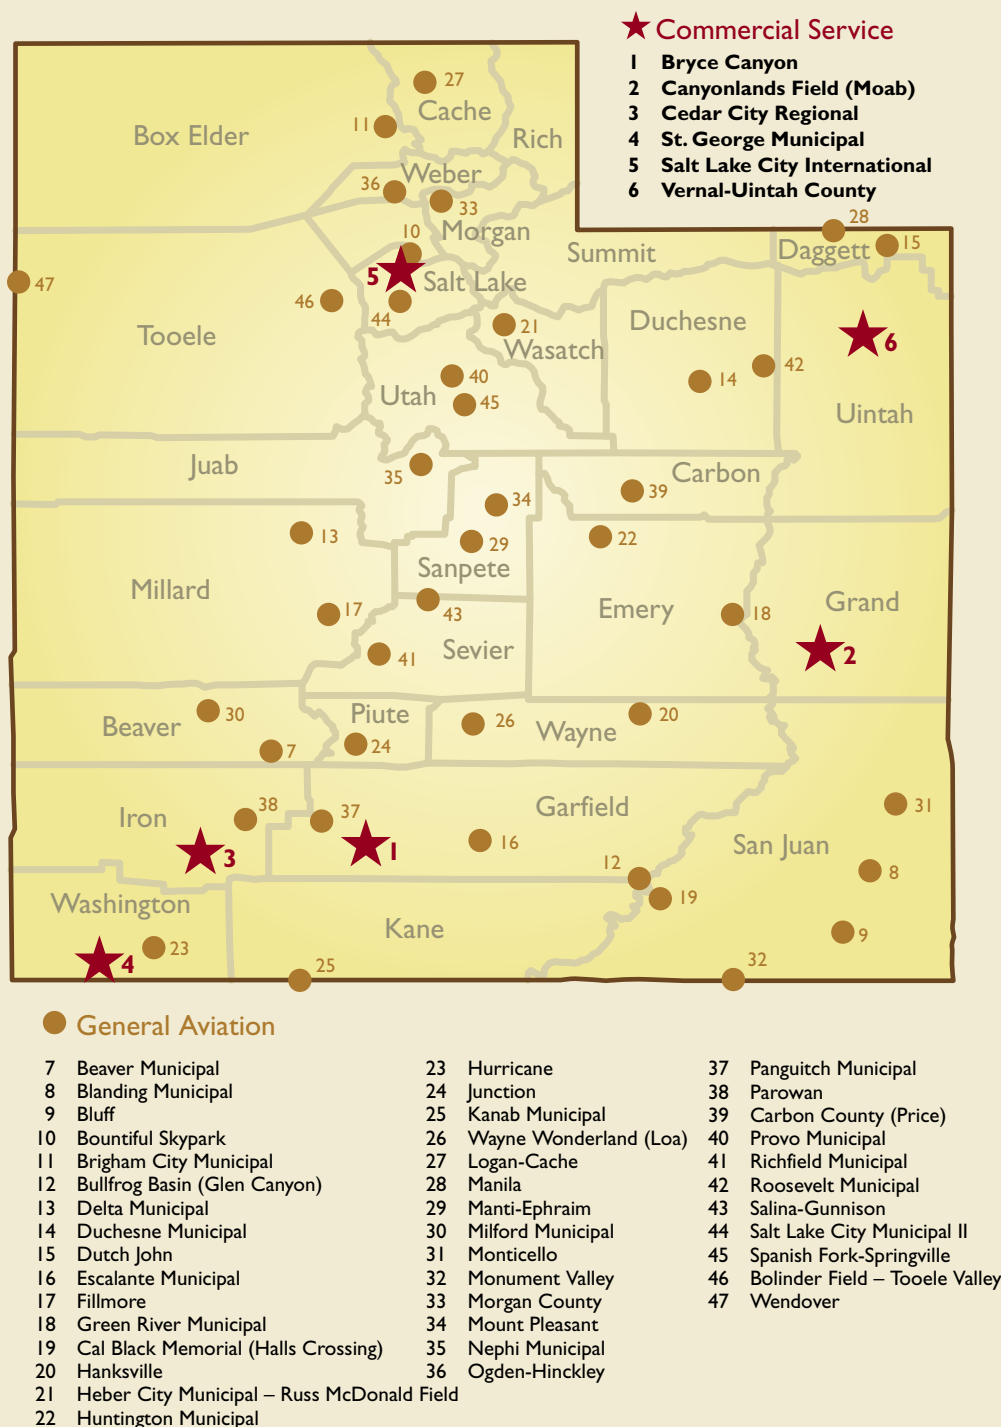 Commercial Service
1 Bryce Canyon
2 Canyonlands Field (Moab)
3 Cedar City Regional
4 St. George Municipal
5 Salt Lake City International
6 Vernal-Uintah County
27
Cache
11
Box Elder
Rich
Weber
36
33
28
10
Morgan
15
Summit
Daggett
5
Salt Lake
47
46
44
21
Duchesne
6
Tooele
Wasatch
42
14
40
Utah
45
Uintah
Juab
35
Carbon
39
34
13
22
29
Sanpete
Millard
Grand
17
43
Emery
18
Sevier
41
2
30
Piute
20
Beaver
26
Wayne
7
24
38
37
Garfield
31
Iron
3
1
16
San Juan
12
8
Washington
19
Kane
9
23
4
25
32
General Aviation
7 Beaver Municipal
8 Blanding Municipal
9 Bluff
10 Bountiful Skypark
11 Brigham City Municipal
12 Bullfrog Basin (Glen Canyon)
13 Delta Municipal
14 Duchesne Municipal
15 Dutch John
16 Escalante Municipal
17 Fillmore
18 Green River Municipal
19 Cal Black Memorial (Halls Crossing)
20 Hanksville
21 Heber City Municipal – Russ McDonald Field
22 Huntington Municipal
23 Hurricane
24 Junction
25 Kanab Municipal
26 Wayne Wonderland (Loa)
27 Logan-Cache
28 Manila
29 Manti-Ephraim
30 Milford Municipal
31 Monticello
32 Monument Valley
33 Morgan County
34 Mount Pleasant
35 Nephi Municipal
36 Ogden-Hinckley
37 Panguitch Municipal
38 Parowan
39 Carbon County (Price)
40 Provo Municipal
41 Richfield Municipal
42 Roosevelt Municipal
43 Salina-Gunnison
44 Salt Lake City Municipal II
45 Spanish Fork-Springville
46 Bolinder Field – Tooele Valley
47 Wendover